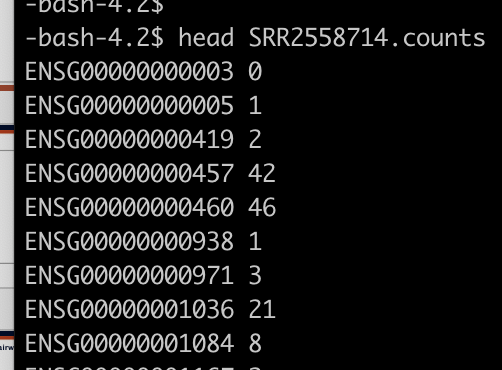 -bash-4.2$
-bash-4.2$ head SRR2558714.counts
ENSG00000000003 0
ENSG00000000005 1
ENSG00000000419 2
ENSG00000000457 42
ENSG00000000460 46
ENSG00000000938 1
ENSG00000000971 3
ENSG00000001036 21
ENSG00000001084 8